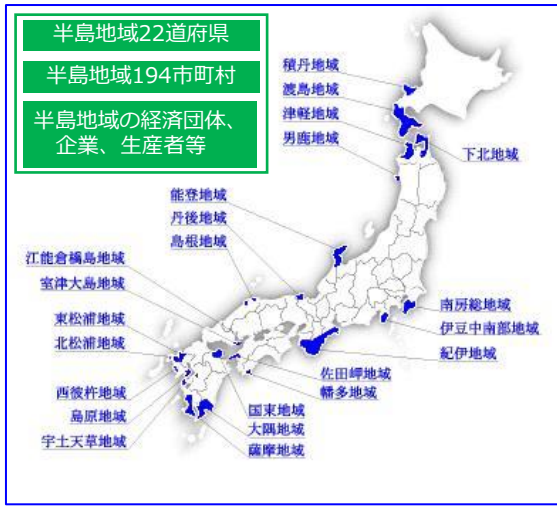 半島地域22道府県
半島地域194市町村
半島地域の経済団体、
企業、生産者等
積丹地域
渡島地域
津軽地域
男鹿地域
下北地域
能登地域
丹後地域
島根地域
江能倉橋島地域
室津大島地域
東松浦地域
北松浦地域
西彼杵地域
島原地域
宇土天草地域
南房総地域
伊豆中南部地域
紀伊地域
佐田岬地域
幡多地域
国東地域
大隅地域
薩摩地域